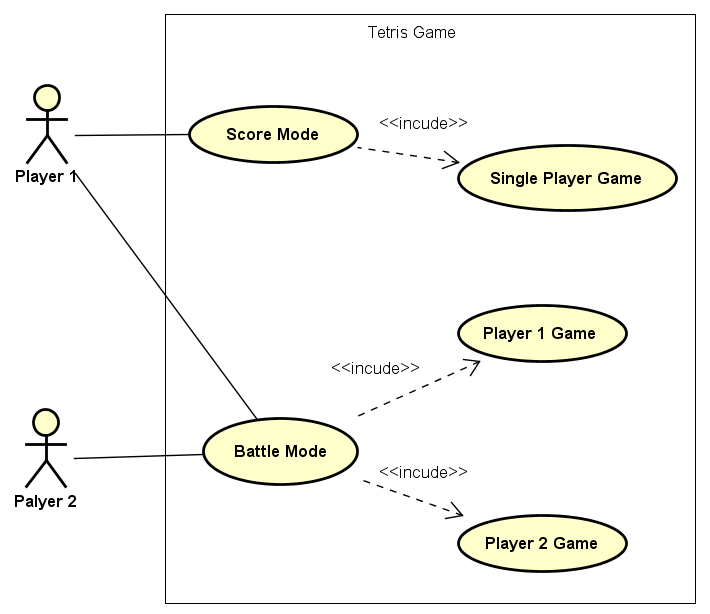 Tetris Game
<<incude>>
Score Mode
Player 1
Single Player Game
Player 1 Game
<<incude>>
Battle Mode
<<incude>>
Palyer 2
Player 2 Game